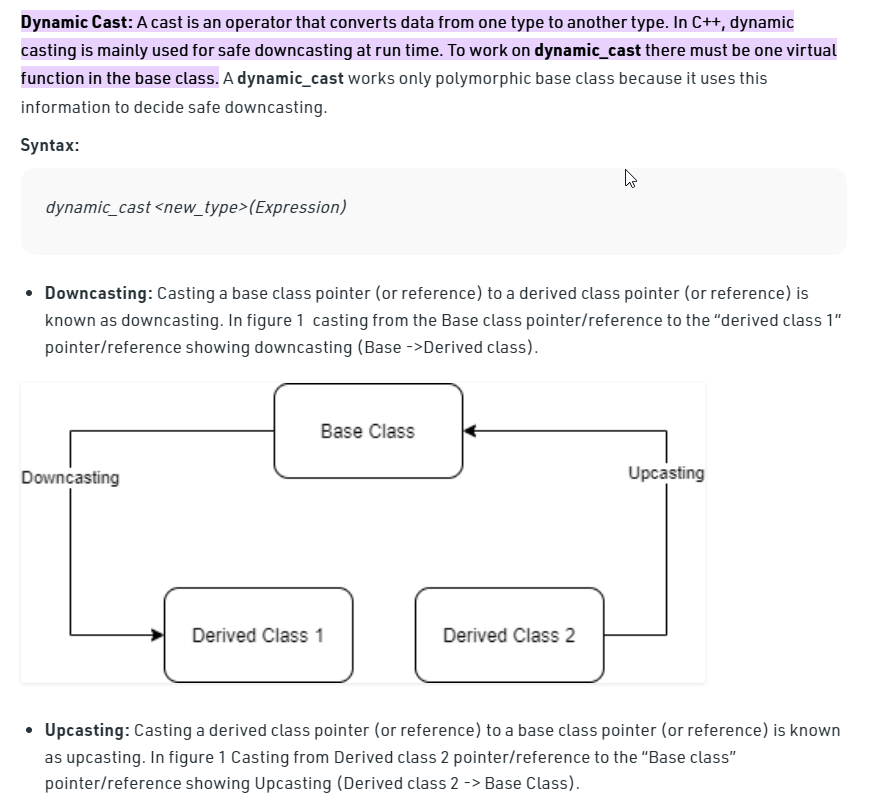 Dynamic Cast: A cast is an operator that converts data from one type to another type. In C++, dynamic
casting is mainly used for safe downcasting at run time. To work on dynamic_cast there must be one virtual
function in the base class. A dynamic_cast works only polymorphic base class because it uses this
information to decide safe downcasting.
Syntax:
dynamic_cast <new_type>(Expression)
• Downcasting: Casting a base class pointer (or reference) to a derived class pointer (or reference) is
known as downcasting. In figure 1  casting from the Base class pointer/reference to the “derived class 1”
pointer/reference showing downcasting (Base ->Derived class).
Base Class
Downcasting
Upcasting
Derived Class 1
Derived Class 2
• Upcasting: Casting a derived class pointer (or reference) to a base class pointer (or reference) is known
as upcasting. In figure 1 Casting from Derived class 2 pointer/reference to the “Base class”
pointer/reference showing Upcasting (Derived class 2 -> Base Class).